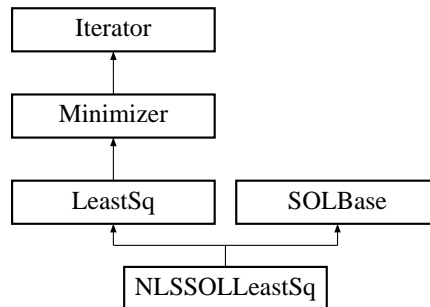 Iterator
Minimizer
LeastSq
SOLBase
NLSSOLLeastSq